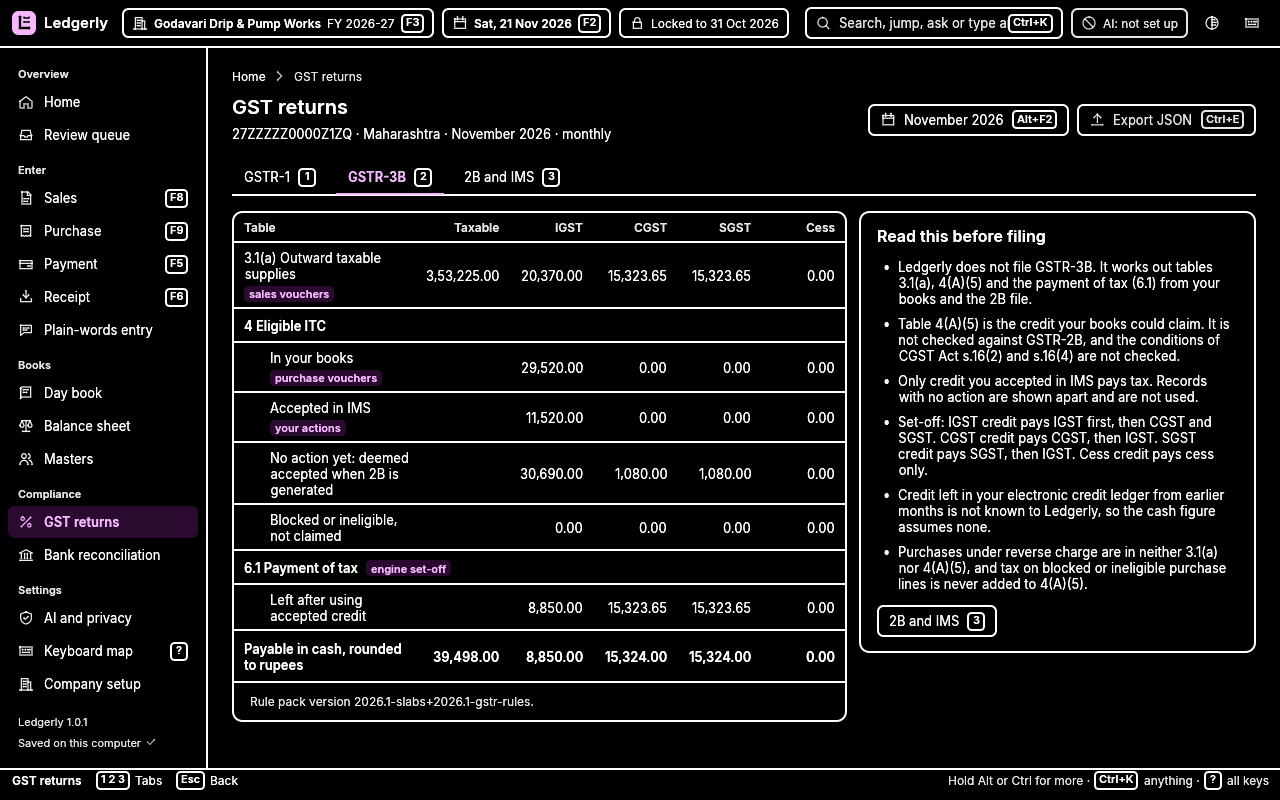 Ledgerly
Godavari Drip & Pump Works FY 2026-27 F3
Sat, 21 Nov 2026 F2
Locked to 31 Oct 2026
Search, jump, ask or type a Ctrl+K
AI: not set up
Overview
Home
Review queue
Enter
Sales F8
Purchase F9
Payment F5
Receipt F6
Plain-words entry
Books
Day book
Balance sheet
Masters
Compliance
GST returns
Bank reconciliation
Settings
AI and privacy
Keyboard map ?
Company setup
Ledgerly 1.0.1
Saved on this computer
Home GST returns
GST returns
27ZZZZZ0000Z1ZQ · Maharashtra · November 2026 · monthly
November 2026 Alt+F2
Export JSON Ctrl+E
GSTR-1 1 GSTR-3B 2 2B and IMS 3
Table Taxable IGST CGST SGST Cess
3.1(a) Outward taxable
supplies
sales vouchers
3,53,225.00 20,370.00 15,323.65 15,323.65 0.00
4 Eligible ITC
In your books
purchase vouchers
29,520.00 0.00 0.00 0.00
Accepted in IMS
your actions
11,520.00 0.00 0.00 0.00
No action yet: deemed
accepted when 2B is
generated
30,690.00 1,080.00 1,080.00 0.00
Blocked or ineligible,
not claimed
0.00 0.00 0.00 0.00
6.1 Payment of tax engine set-off
Left after using
accepted credit
8,850.00 15,323.65 15,323.65 0.00
Payable in cash, rounded
to rupees
39,498.00 8,850.00 15,324.00 15,324.00 0.00
Rule pack version 2026.1-slabs+2026.1-gstr-rules.
Read this before filing
• Ledgerly does not file GSTR-3B. It works out tables
3.1(a), 4(A)(5) and the payment of tax (6.1) from your
books and the 2B file.
• Table 4(A)(5) is the credit your books could claim. It is
not checked against GSTR-2B, and the conditions of
CGST Act s.16(2) and s.16(4) are not checked.
• Only credit you accepted in IMS pays tax. Records
with no action are shown apart and are not used.
• Set-off: IGST credit pays IGST first, then CGST and
SGST. CGST credit pays CGST, then IGST. SGST
credit pays SGST, then IGST. Cess credit pays cess
only.
• Credit left in your electronic credit ledger from earlier
months is not known to Ledgerly, so the cash figure
assumes none.
• Purchases under reverse charge are in neither 3.1(a)
nor 4(A)(5), and tax on blocked or ineligible purchase
lines is never added to 4(A)(5).
2B and IMS 3
GST returns 1 2 3 Tabs Esc Back
Hold Alt or Ctrl for more · Ctrl+K anything · ? all keys